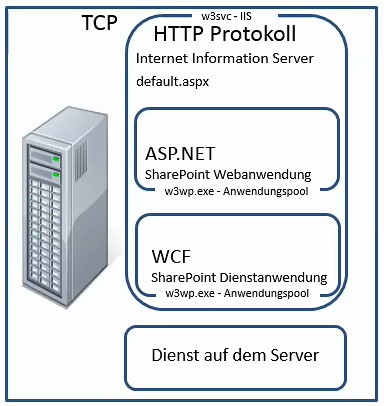 TCP
w3svc - IIS
HTTP Protokoll
Internet Information Server
default.aspx
ASP.NET
SharePoint Webanwendung
w3wp.exe - Anwendungspool
WCF
SharePoint Dienstanwendung
w3wp.exe - Anwendungspool
Dienst auf dem Server